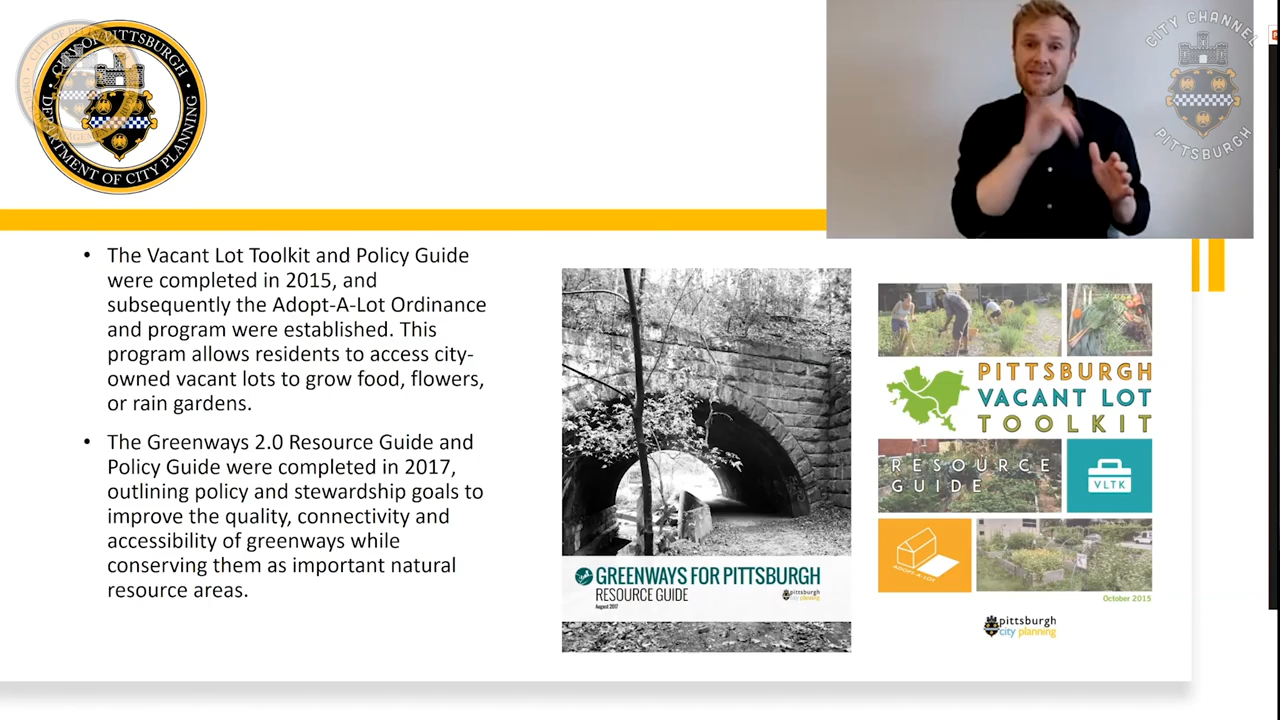 CITY OF PITTSBURGH
DEPARTMENT OF CITY PLANNING
CITY CHANNEL
PITTSBURGH
• The Vacant Lot Toolkit and Policy Guide
were completed in 2015, and
subsequently the Adopt-A-Lot Ordinance
and program were established. This
program allows residents to access city-
owned vacant lots to grow food, flowers,
or rain gardens.
• The Greenways 2.0 Resource Guide and
Policy Guide were completed in 2017,
outlining policy and stewardship goals to
improve the quality, connectivity and
accessibility of greenways while
conserving them as important natural
resource areas.
GREENWAYS FOR PITTSBURGH
RESOURCE GUIDE
August 2017
pittsburgh
city planning
PITTSBURGH
VACANT LOT
TOOLKIT
RESOURCE
GUIDE
VLTK
ADOPT-A-LOT
October 2015
pittsburgh
city planning